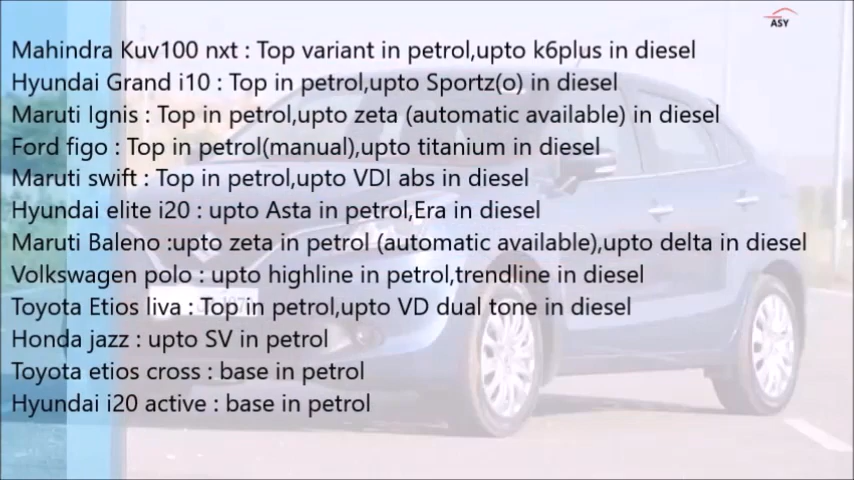 ASY
Mahindra Kuv100 nxt : Top variant in petrol,upto k6plus in diesel
Hyundai Grand i10 : Top in petrol,upto Sportz(o) in diesel
Maruti Ignis : Top in petrol,upto zeta (automatic available) in diesel
Ford figo : Top in petrol(manual),upto titanium in diesel
Maruti swift : Top in petrol,upto VDI abs in diesel
Hyundai elite i20 : upto Asta in petrol,Era in diesel
Maruti Baleno :upto zeta in petrol (automatic available),upto delta in diesel
Volkswagen polo : upto highline in petrol,trendline in diesel
Toyota Etios liva : Top in petrol,upto VD dual tone in diesel
Honda jazz : upto SV in petrol
Toyota etios cross : base in petrol
Hyundai i20 active : base in petrol